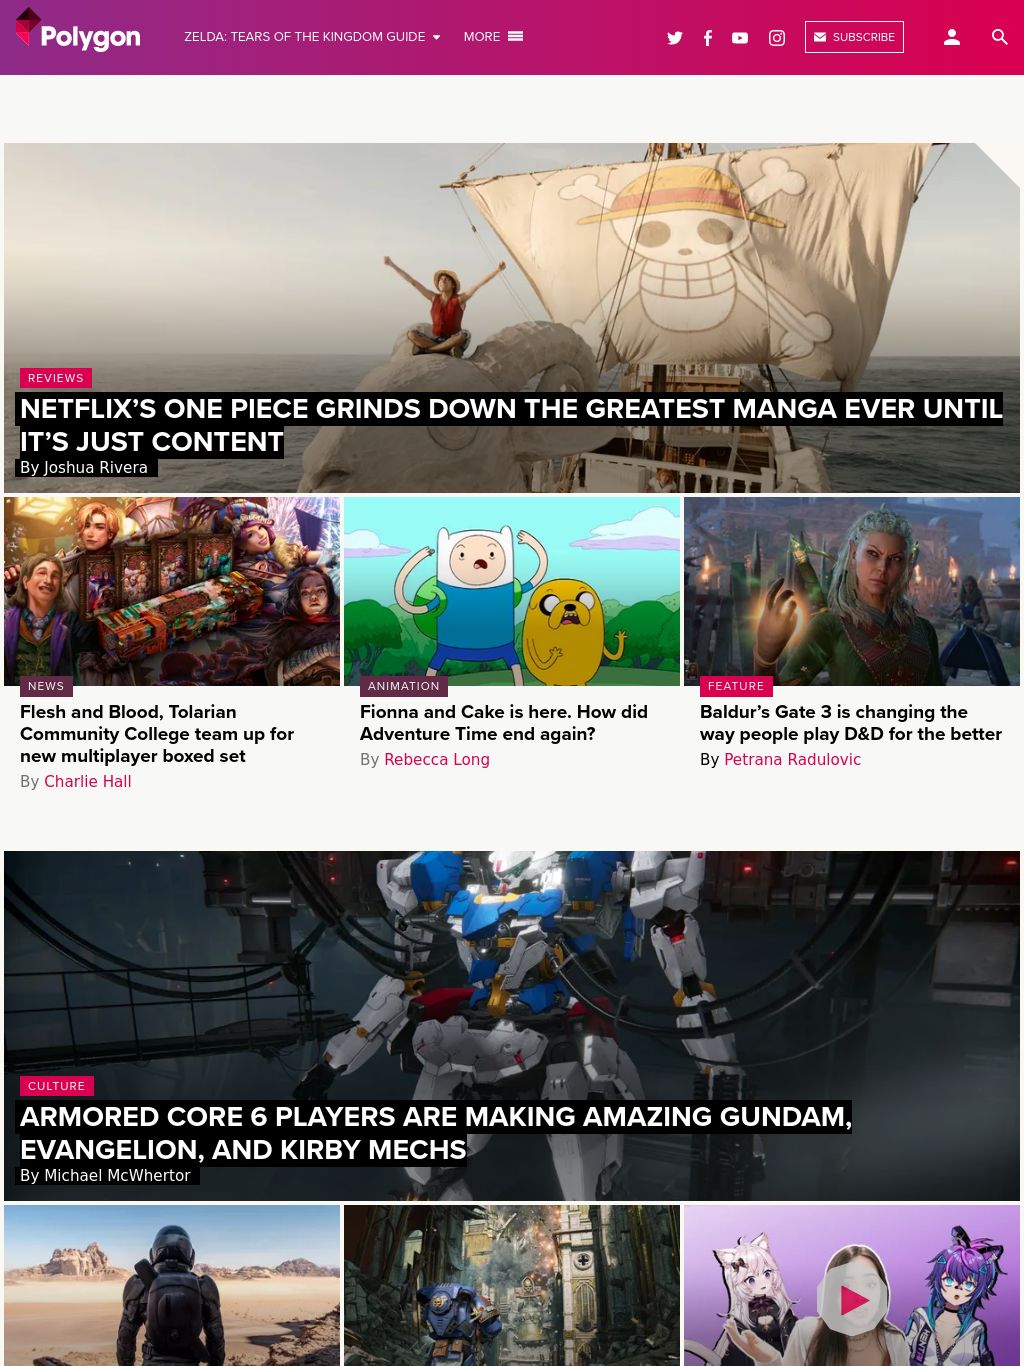 Polygon
ZELDA: TEARS OF THE KINGDOM GUIDE
MORE
SUBSCRIBE
REVIEWS
NETFLIX’S ONE PIECE GRINDS DOWN THE GREATEST MANGA EVER UNTIL
IT’S JUST CONTENT
By Joshua Rivera
NEWS
Flesh and Blood, Tolarian
Community College team up for
new multiplayer boxed set
By Charlie Hall
ANIMATION
Fionna and Cake is here. How did
Adventure Time end again?
By Rebecca Long
FEATURE
Baldur’s Gate 3 is changing the
way people play D&D for the better
By Petrana Radulovic
CULTURE
ARMORED CORE 6 PLAYERS ARE MAKING AMAZING GUNDAM,
EVANGELION, AND KIRBY MECHS
By Michael McWhertor